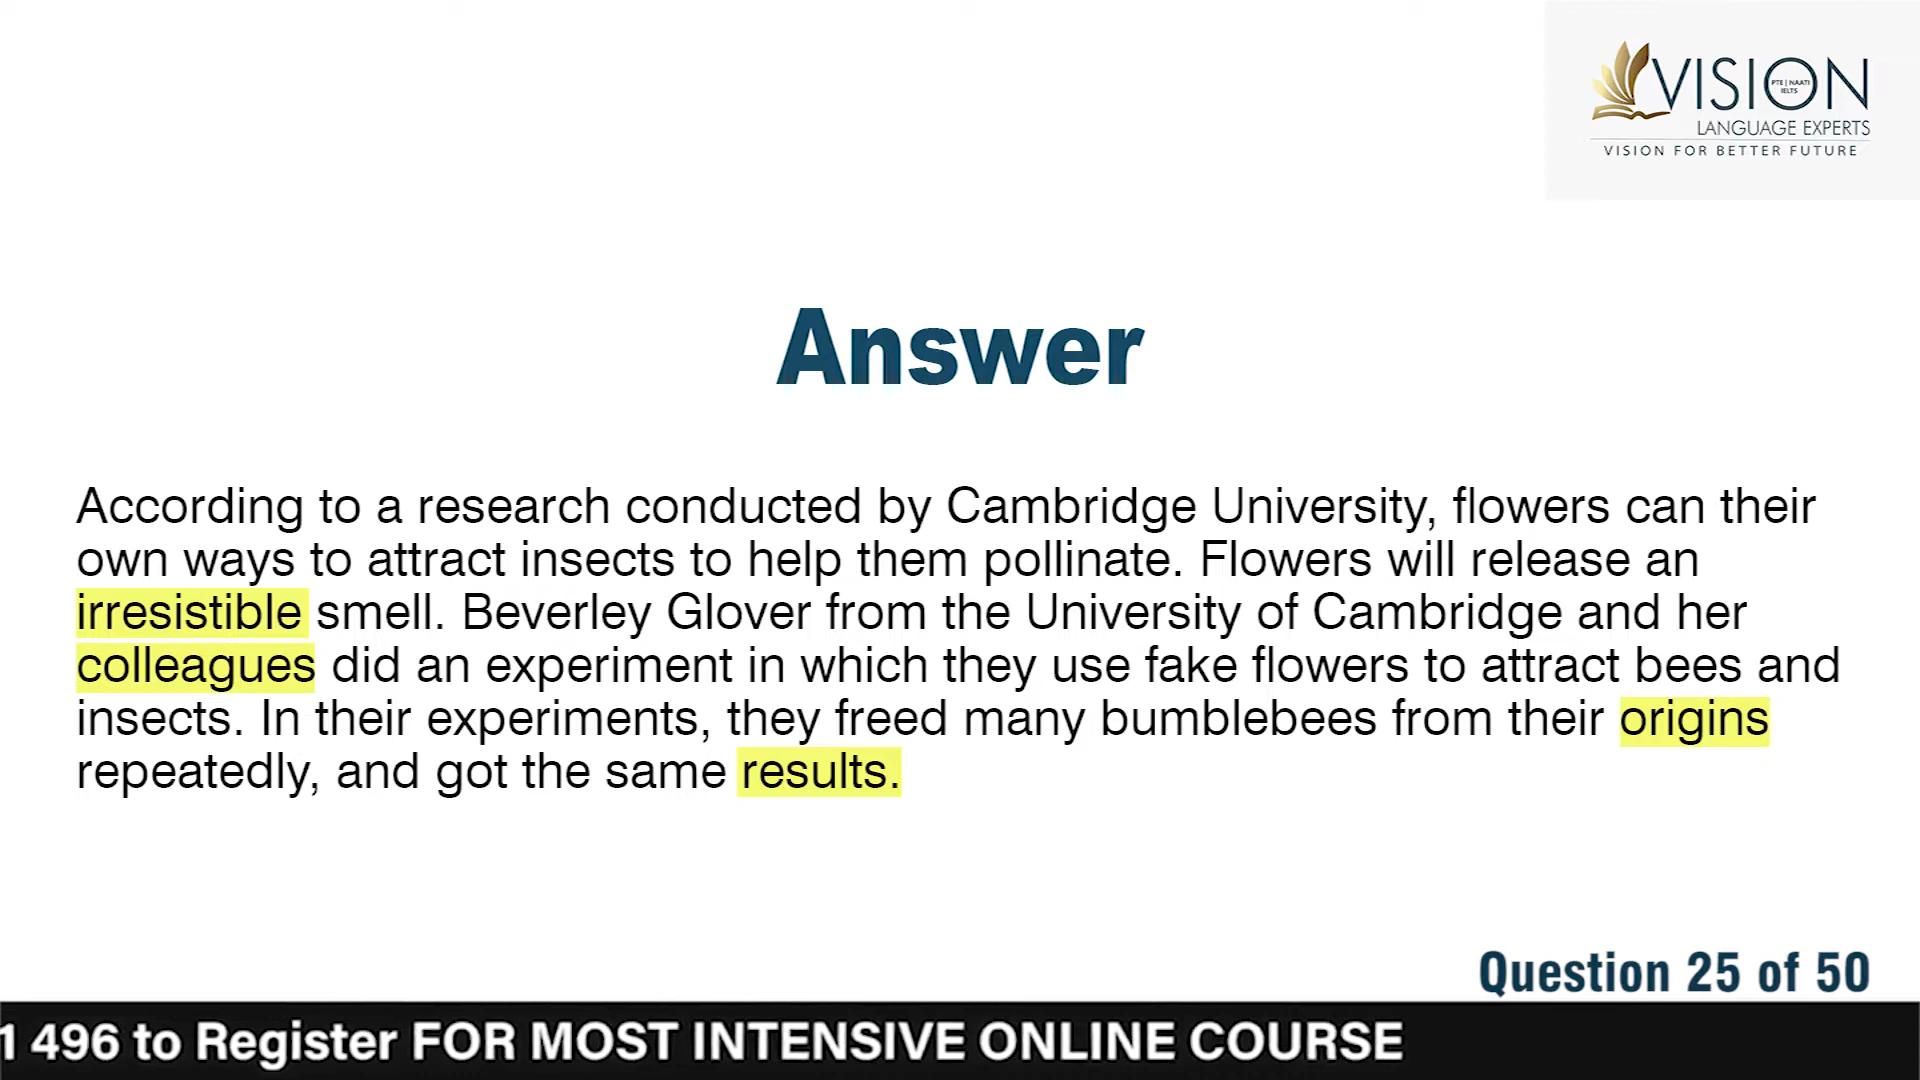 VISION
PTE | NAATI
IELTS
LANGUAGE EXPERTS
VISION FOR BETTER FUTURE
Answer
According to a research conducted by Cambridge University, flowers can their
own ways to attract insects to help them pollinate. Flowers will release an
irresistible smell. Beverley Glover from the University of Cambridge and her
colleagues did an experiment in which they use fake flowers to attract bees and
insects. In their experiments, they freed many bumblebees from their origins
repeatedly, and got the same results.
Question 25 of 50
1 496 to Register FOR MOST INTENSIVE ONLINE COURSE